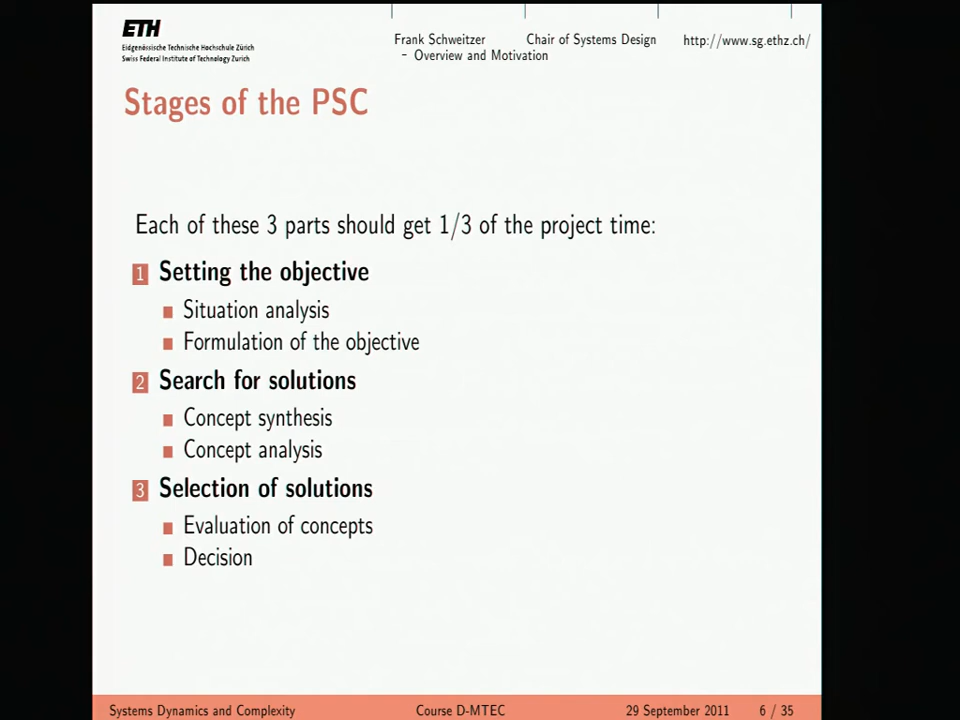 ETH
Eidgenössische Technische Hochschule Zürich
Swiss Federal Institute of Technology Zurich
Frank Schweitzer Chair of Systems Design http://www.sg.ethz.ch/
– Overview and Motivation
Stages of the PSC
Each of these 3 parts should get 1/3 of the project time:
1 Setting the objective
Situation analysis
Formulation of the objective
2 Search for solutions
Concept synthesis
Concept analysis
3 Selection of solutions
Evaluation of concepts
Decision
Systems Dynamics and Complexity Course D-MTEC 29 September 2011 6 / 35